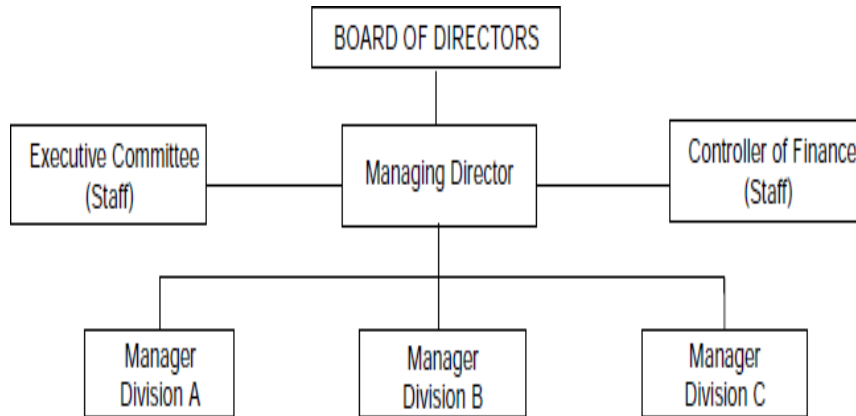 BOARD OF DIRECTORS
Executive Committee
(Staff)
Managing Director
Controller of Finance
(Staff)
Manager
Division A
Manager
Division B
Manager
Division C